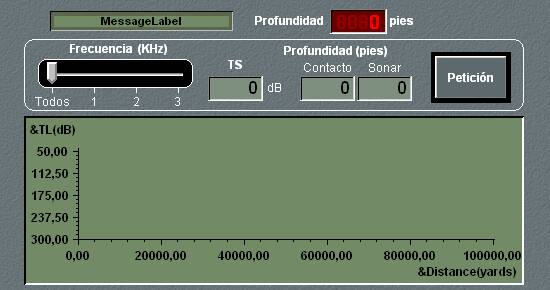 MessageLabel Profundidad 0 pies
Frecuencia (KHz) Profundidad (pies)
TS Contacto Sonar
0 dB 0 0 Petición
Todos 1 2 3
&TL(dB)
50,00
112,50
175,00
237,50
300,00
0,00 20000,00 40000,00 60000,00 80000,00 100000,00
&Distance(yards)